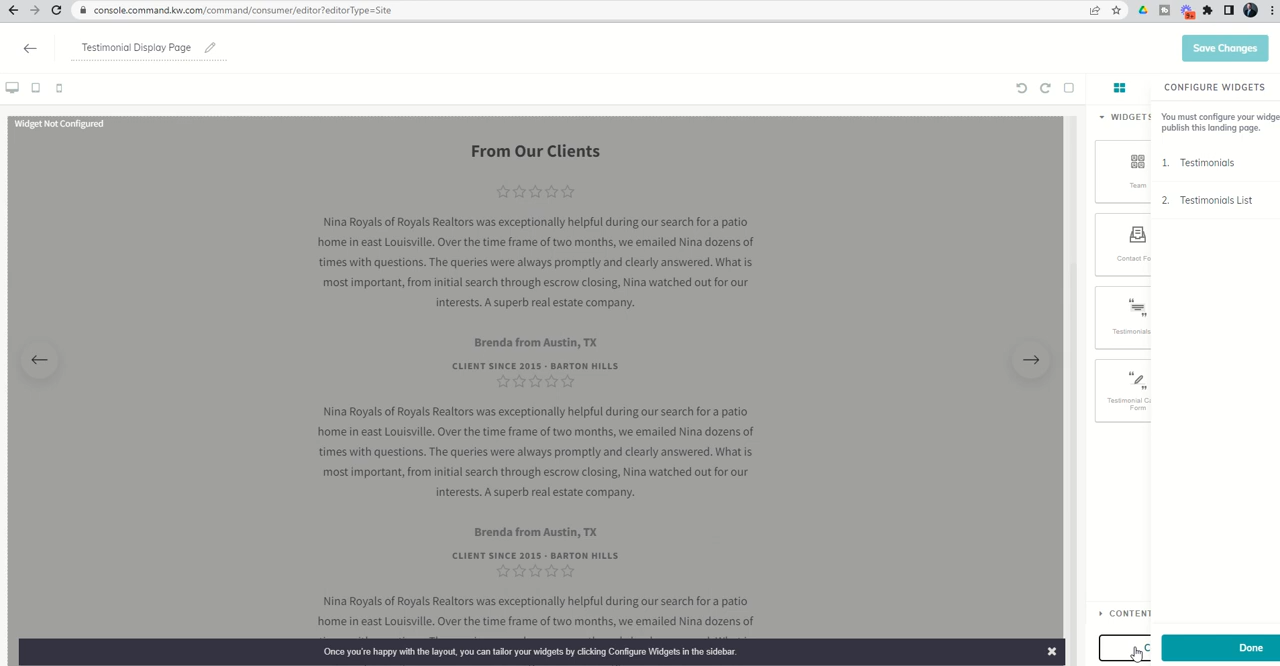 console.command.kw.com/command/consumer/editor?editorType=Site
9+
Testimonial Display Page
Save Changes
CONFIGURE WIDGETS
Widget Not Configured
WIDGETS
You must configure your widge
publish this landing page.
From Our Clients
1. Testimonials
Team
2. Testimonials List
Nina Royals of Royals Realtors was exceptionally helpful during our search for a patio
home in east Louisville. Over the time frame of two months, we emailed Nina dozens of
times with questions. The queries were always promptly and clearly answered. What is
most important, from initial search through escrow closing, Nina watched out for our
interests. A superb real estate company.
Contact Fo
Brenda from Austin, TX
CLIENT SINCE 2015 - BARTON HILLS
Testimonials
Nina Royals of Royals Realtors was exceptionally helpful during our search for a patio
home in east Louisville. Over the time frame of two months, we emailed Nina dozens of
times with questions. The queries were always promptly and clearly answered. What is
most important, from initial search through escrow closing, Nina watched out for our
interests. A superb real estate company.
Testimonial Ca
Form
Brenda from Austin, TX
CLIENT SINCE 2015 - BARTON HILLS
Nina Royals of Royals Realtors was exceptionally helpful during our search for a patio
home in east Louisville. Over the time frame of two months, we emailed Nina dozens of
CONTENT
Once you're happy with the layout, you can tailor your widgets by clicking Configure Widgets in the sidebar.
C
Done